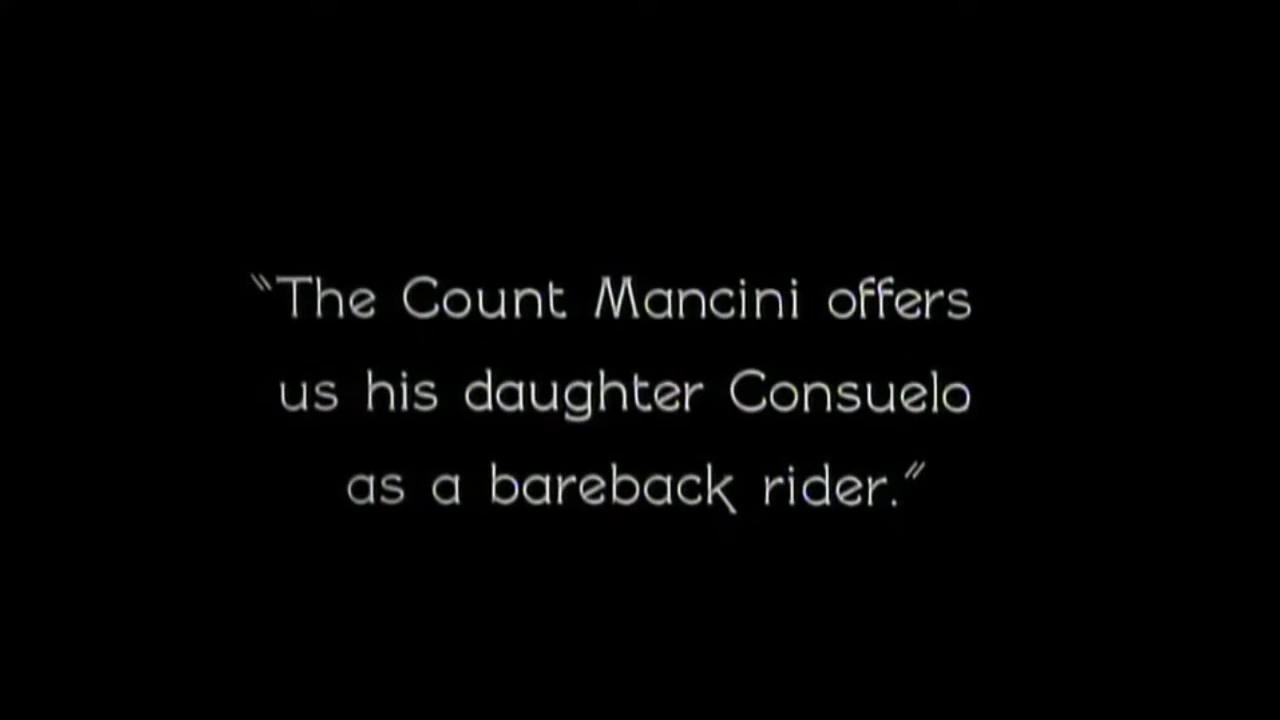 "The Count Mancini offers
us his daughter Consuelo
as a bareback rider."